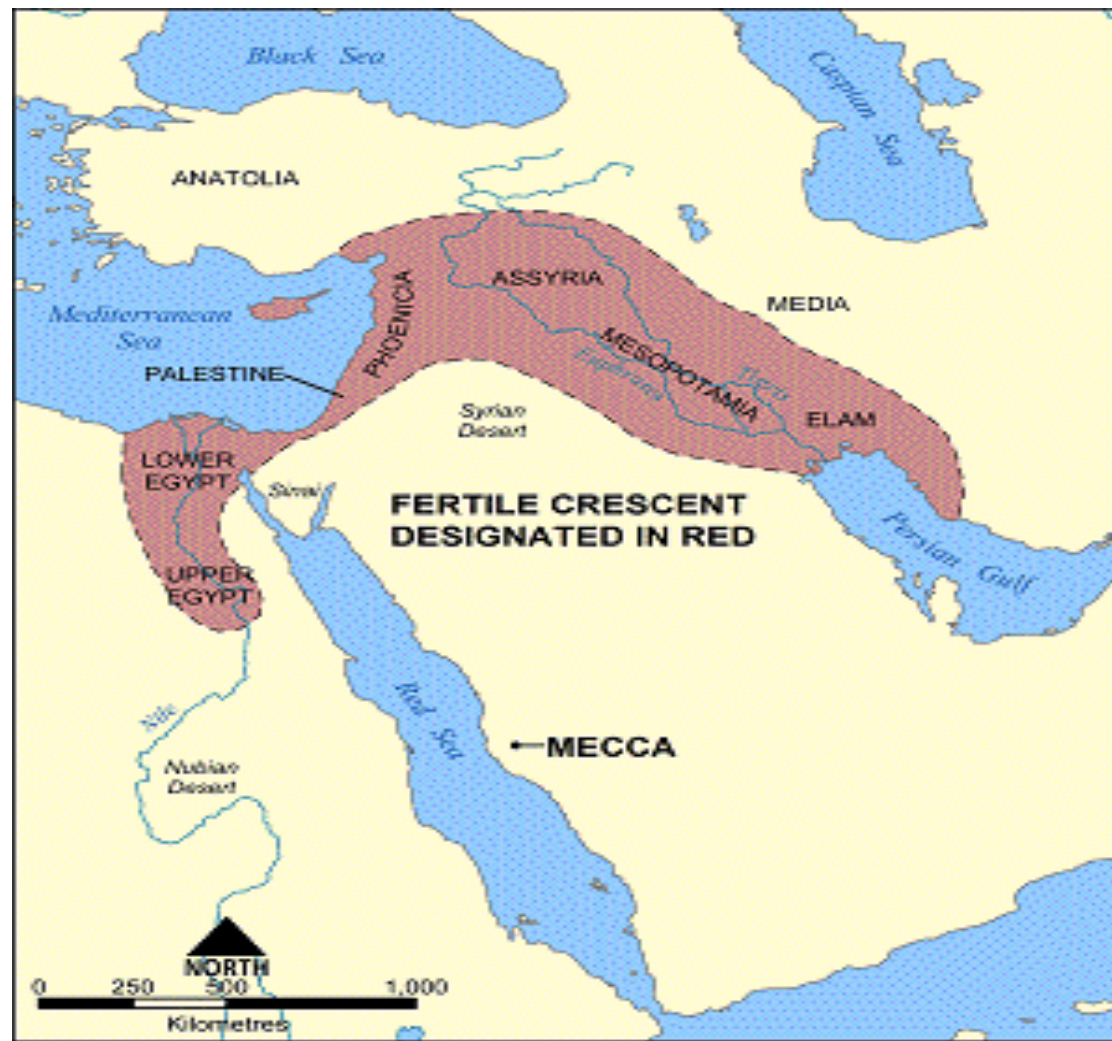 Black Sea
Caspian Sea
ANATOLIA
ASSYRIA
MEDIA
PHOENICIA
Mediterranean
Sea
MESOPOTAMIA
Tigris
Euphrates
PALESTINE
ELAM
Syrian
Desert
LOWER
EGYPT
Sinai
FERTILE CRESCENT
DESIGNATED IN RED
Persian Gulf
UPPER
EGYPT
Red Sea
Nile
MECCA
Nubian
Desert
NORTH
0 250 500 1,000
Kilometres